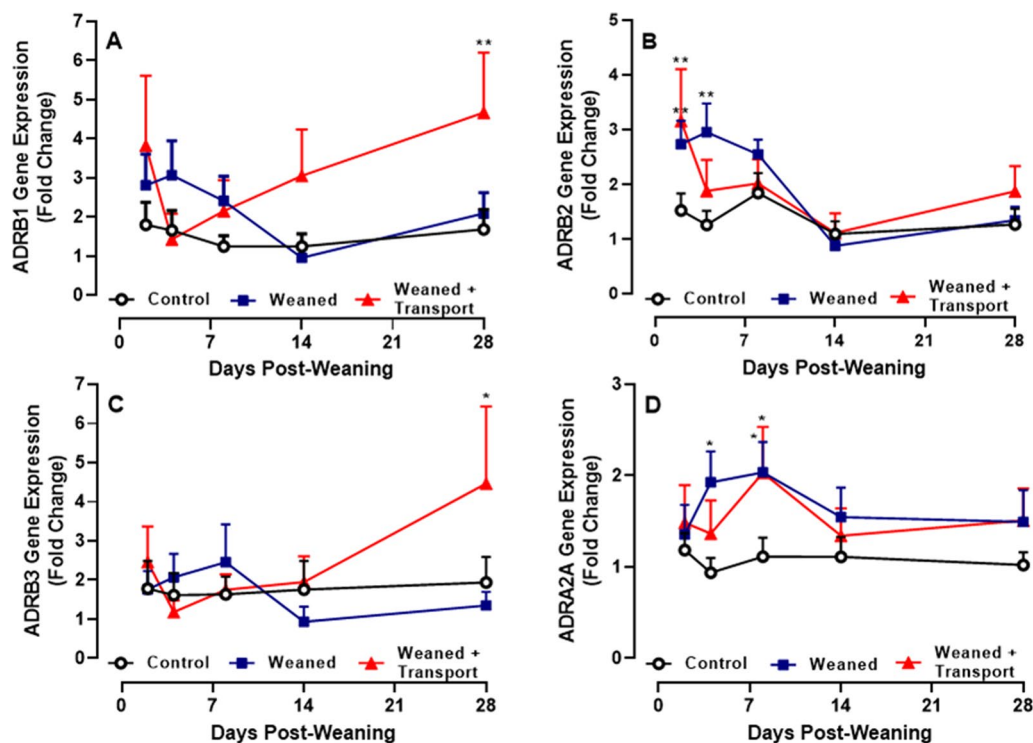 A
ADRB1 Gene Expression
(Fold Change)
7
6
5
4
3
2
1
0
**
Control
Weaned
Weaned +
Transport
0 7 14 21 28
Days Post-Weaning
B
ADRB2 Gene Expression
(Fold Change)
5
4
3
2
1
0
**
**
**
Control
Weaned
Weaned +
Transport
0 7 14 21 28
Days Post-Weaning
C
ADRB3 Gene Expression
(Fold Change)
7
6
5
4
3
2
1
0
*
Control
Weaned
Weaned +
Transport
0 7 14 21 28
Days Post-Weaning
D
ADRA2A Gene Expression
(Fold Change)
3
2
1
0
*
*
*
Control
Weaned
Weaned +
Transport
0 7 14 21 28
Days Post-Weaning